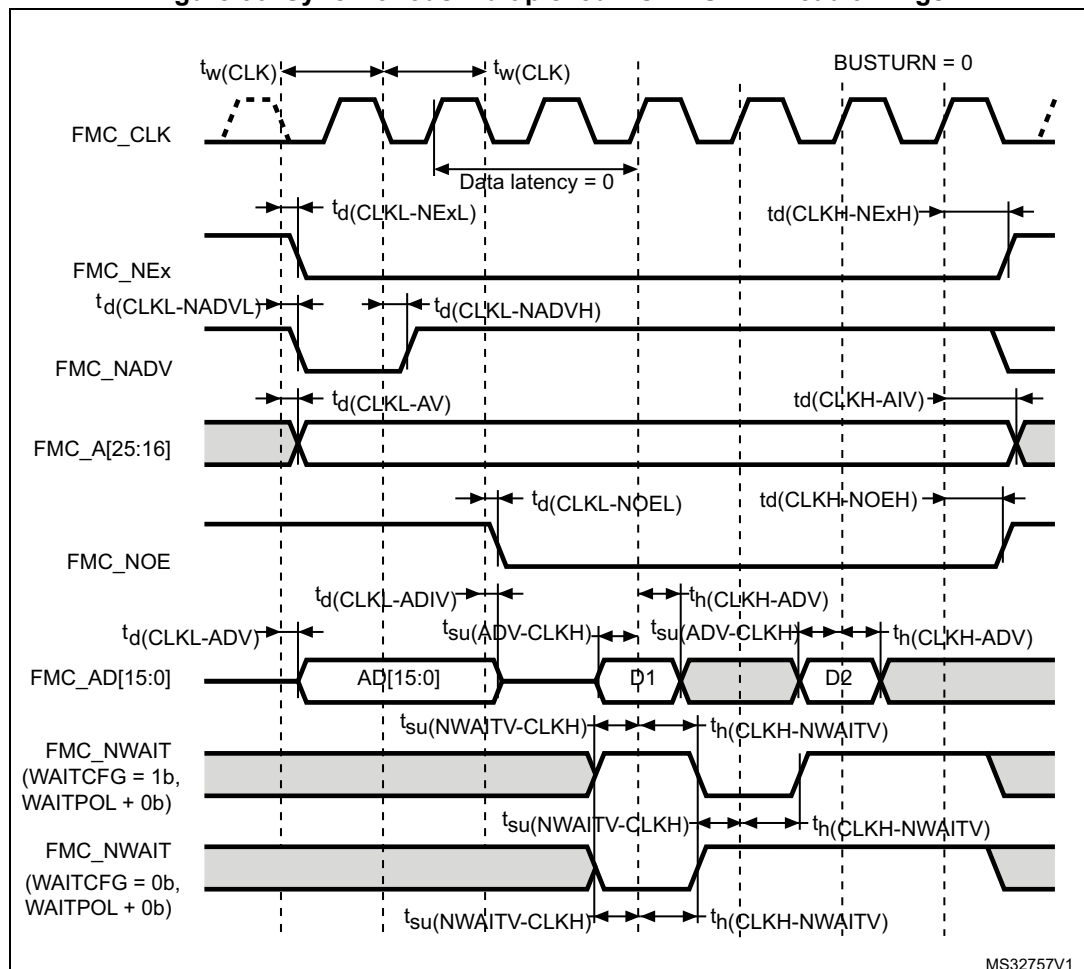 BUSTURN = 0
tw(CLK) tw(CLK)
FMC_CLK
Data latency = 0
td(CLKL-NExL) td(CLKH-NExH)
FMC_NEx
td(CLKL-NADVL) td(CLKL-NADVH)
FMC_NADV
td(CLKL-AV) td(CLKH-AIV)
FMC_A[25:16]
td(CLKL-NOEL) td(CLKH-NOEH)
FMC_NOE
td(CLKL-ADIV) th(CLKH-ADV)
td(CLKL-ADV) tsu(ADV-CLKH) tsu(ADV-CLKH) th(CLKH-ADV)
FMC_AD[15:0] AD[15:0] D1 D2
tsu(NWAITV-CLKH) th(CLKH-NWAITV)
FMC_NWAIT
(WAITCFG = 1b,
WAITPOL + 0b)
tsu(NWAITV-CLKH) th(CLKH-NWAITV)
FMC_NWAIT
(WAITCFG = 0b,
WAITPOL + 0b)
tsu(NWAITV-CLKH) th(CLKH-NWAITV)
MS32757V1